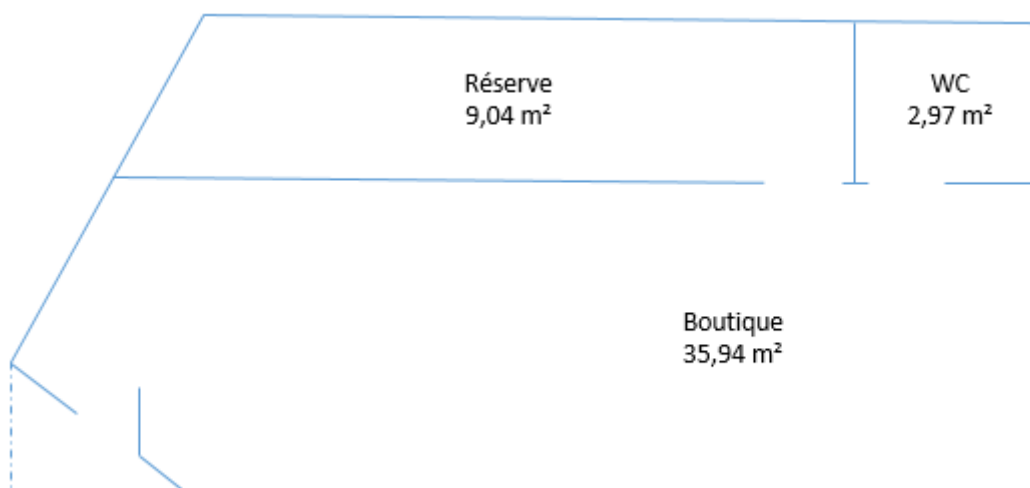 Réserve
9,04 m²
WC
2,97 m²
Boutique
35,94 m²